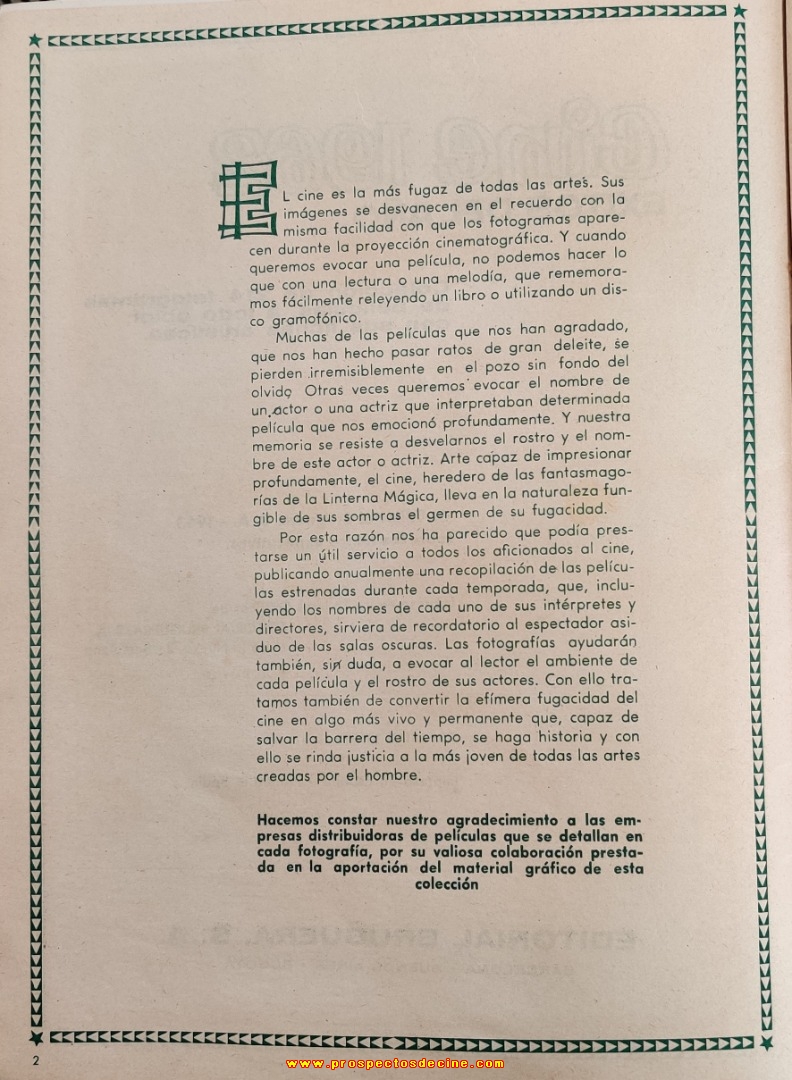 EL cine es la más fugaz de todas las artes. Sus
imágenes se desvanecen en el recuerdo con la
misma facilidad con que los fotogramas apare-
cen durante la proyección cinematográfica. Y cuando
queremos evocar una película, no podemos hacer lo
que con una lectura o una melodía, que rememora-
mos fácilmente releyendo un libro o utilizando un dis-
co gramofónico.
Muchas de las películas que nos han agradado,
que nos han hecho pasar ratos de gran deleite, se
pierden irremisiblemente en el pozo sin fondo del
olvido Otras veces queremos evocar el nombre de
un actor o una actriz que interpretaban determinada
película que nos emocionó profundamente. Y nuestra
memoria se resiste a desvelarnos el rostro y el nom-
bre de este actor o actriz. Arte capaz de impresionar
profundamente, el cine, heredero de las fantasmago-
rías de la Linterna Mágica, lleva en la naturaleza fun-
gible de sus sombras el germen de su fugacidad.
Por esta razón nos ha parecido que podía pres-
tarse un útil servicio a todos los aficionados al cine,
publicando anualmente una recopilación de las pelícu-
las estrenadas durante cada temporada, que, inclu-
yendo los nombres de cada uno de sus intérpretes y
directores, sirviera de recordatorio al espectador asi-
duo de las salas oscuras. Las fotografías ayudarán
también, sin duda, a evocar al lector el ambiente de
cada película y el rostro de sus actores. Con ello tra-
tamos también de convertir la efímera fugacidad del
cine en algo más vivo y permanente que, capaz de
salvar la barrera del tiempo, se haga historia y con
ello se rinda justicia a la más joven de todas las artes
creadas por el hombre.
Hacemos constar nuestro agradecimiento a las em-
presas distribuidoras de películas que se detallan en
cada fotografía, por su valiosa colaboración presta-
da en la aportación del material gráfico de esta
colección
EDITORIAL BRUGUERA, S.
2
www.prospectosdecine.com